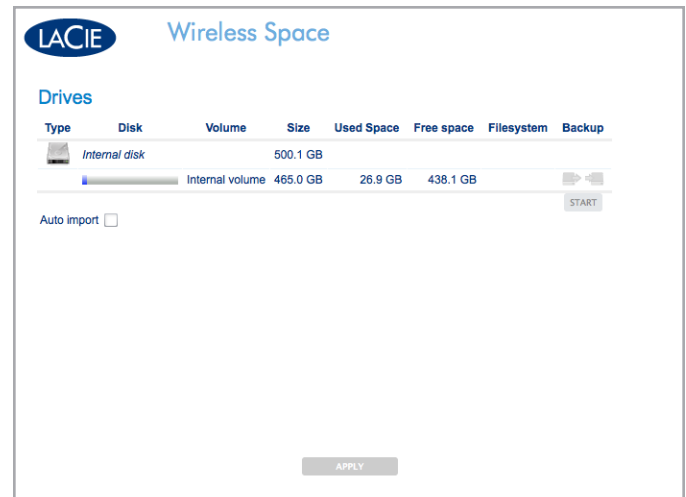 LACIE
Wireless Space
Drives
Type Disk Volume Size Used Space Free space Filesystem Backup
Internal disk 500.1 GB
Internal volume 465.0 GB 26.9 GB 438.1 GB
START
Auto import
APPLY